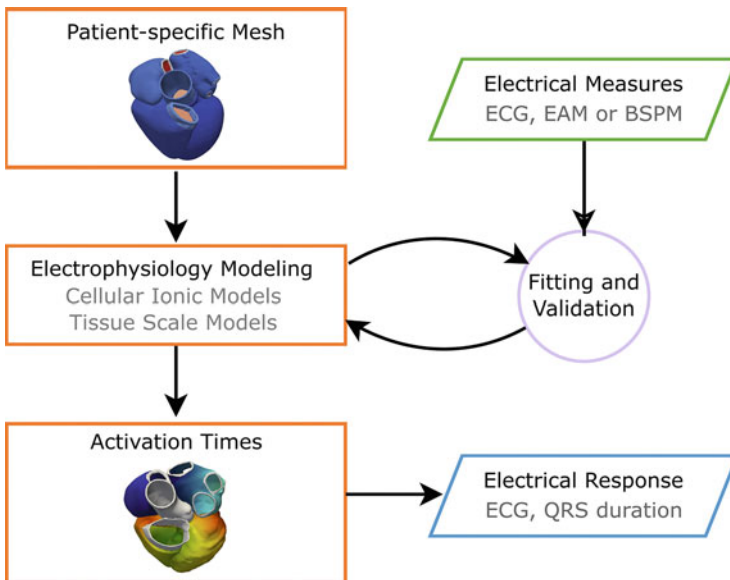 Patient-specific Mesh
Electrical Measures
ECG, EAM or BSPM
Electrophysiology Modeling
Cellular Ionic Models
Tissue Scale Models
Fitting and
Validation
Activation Times
Electrical Response
ECG, QRS duration